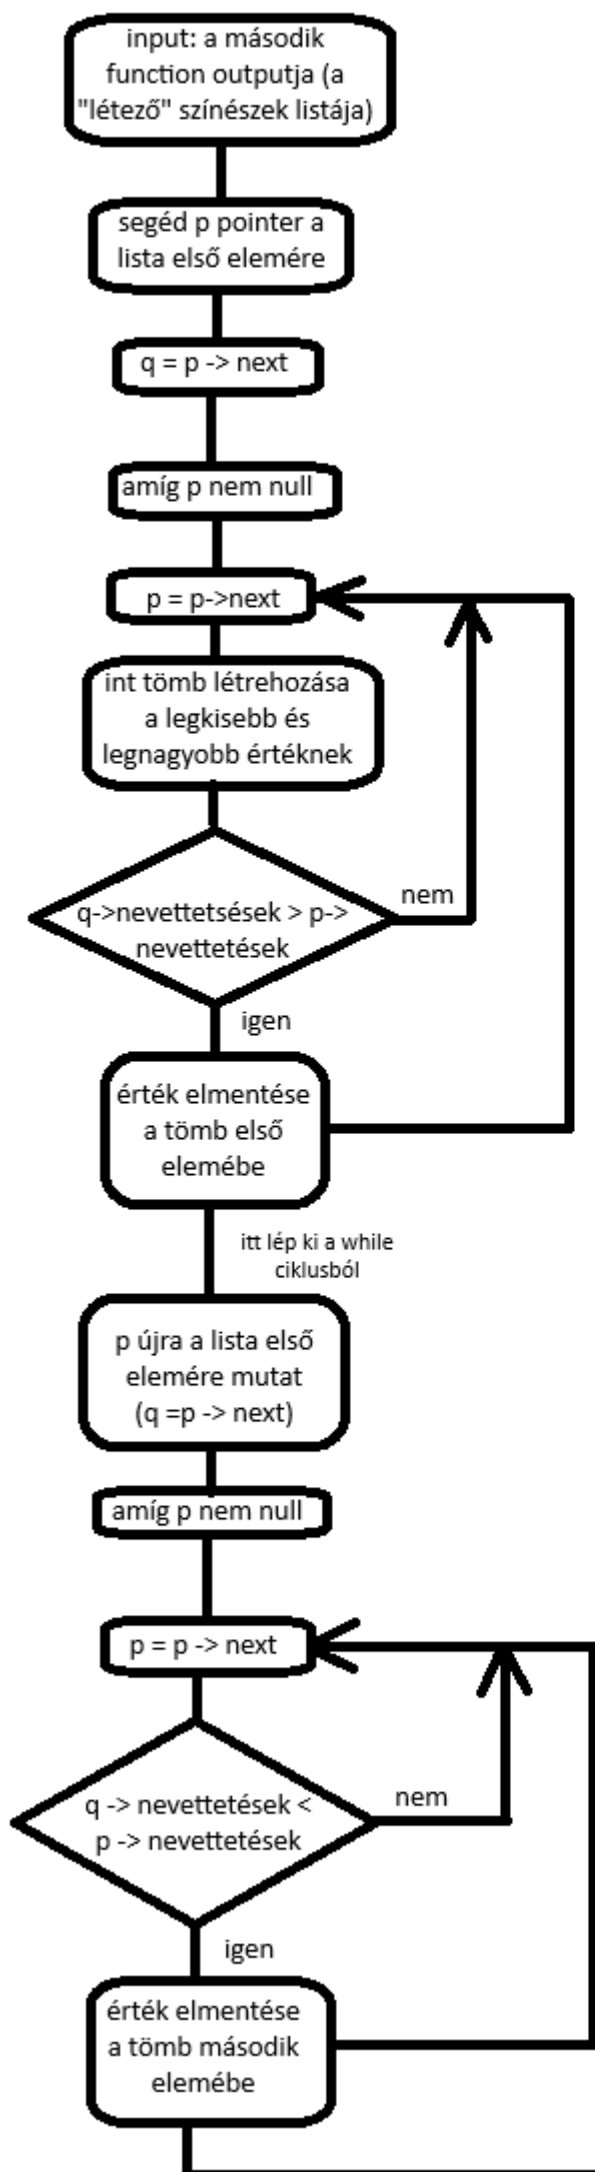 input: a második
function outputja (a
"létező" színészek listája)
segéd p pointer a
lista első elemére
q = p -> next
amíg p nem null
p = p->next
int tömb létrehozása
a legkisebb és
legnagyobb értéknek
q->nevettetsések > p->
nevettetések
nem
igen
érték elmentése
a tömb első
elemébe
itt lép ki a while
ciklusból
p újra a lista első
elemére mutat
(q =p -> next)
amíg p nem null
p = p -> next
q -> nevettetések <
p -> nevettetések
nem
igen
érték elmentése
a tömb második
elemébe